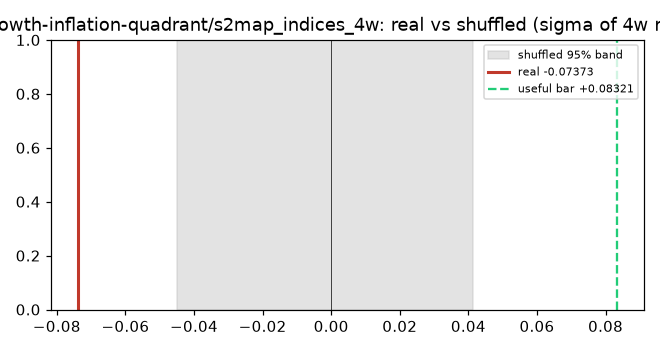 owth-inflation-quadrant/s2map_indices_4w: real vs shuffled (sigma of 4w r
1.0
0.8
0.6
0.4
0.2
0.0
shuffled 95% band
real -0.07373
useful bar +0.08321
−0.08 −0.06 −0.04 −0.02 0.00 0.02 0.04 0.06 0.08